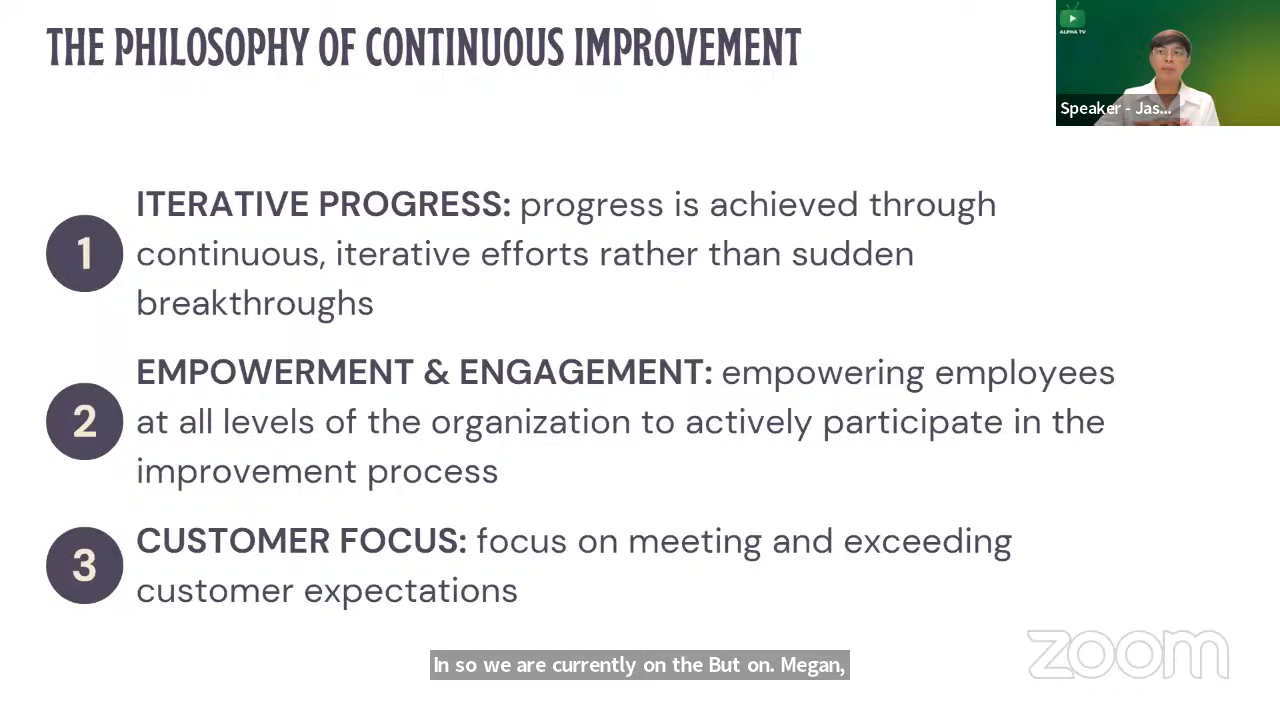 THE PHILOSOPHY OF CONTINUOUS IMPROVEMENT
ALPHA TV
Speaker - Jas...
1
ITERATIVE PROGRESS: progress is achieved through
continuous, iterative efforts rather than sudden
breakthroughs
2
EMPOWERMENT & ENGAGEMENT: empowering employees
at all levels of the organization to actively participate in the
improvement process
3
CUSTOMER FOCUS: focus on meeting and exceeding
customer expectations
In so we are currently on the But on. Megan,
zoom